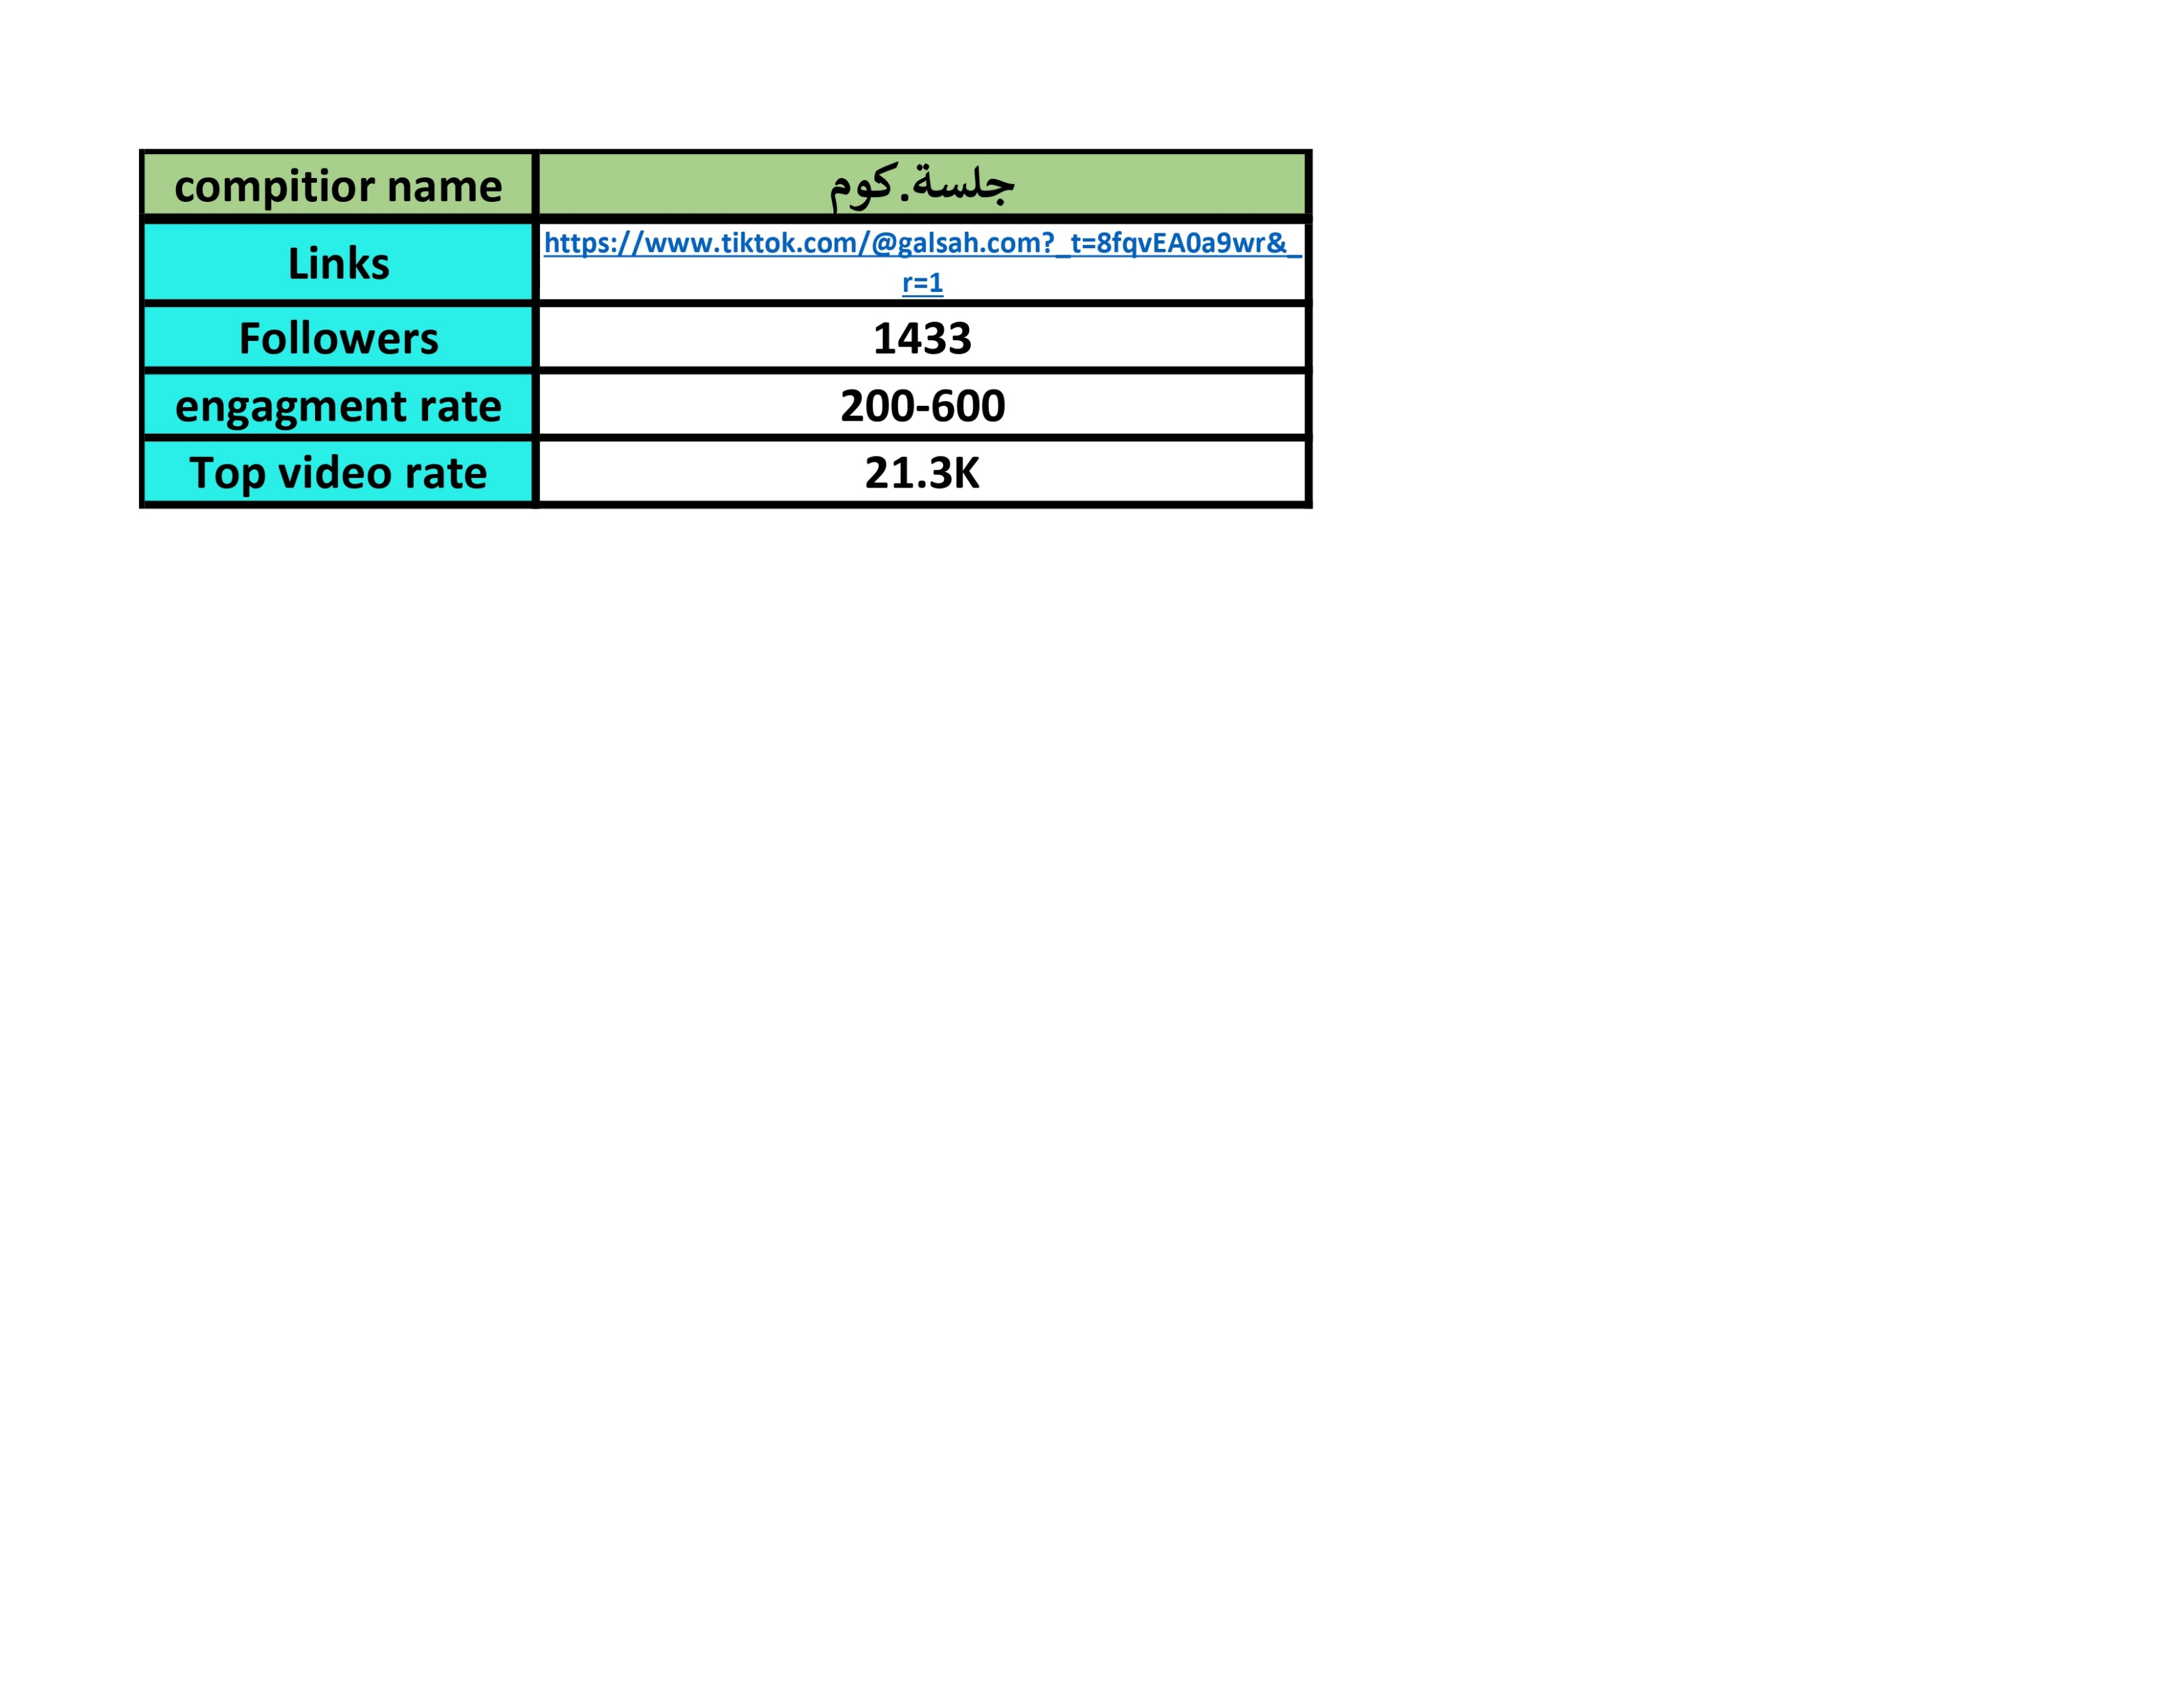 compitior name
جلسة.كوم
Links
https://www.tiktok.com/@galsah.com?_t=8fqvEA0a9wr&_
r=1
Followers
1433
engagment rate
200-600
Top video rate
21.3K